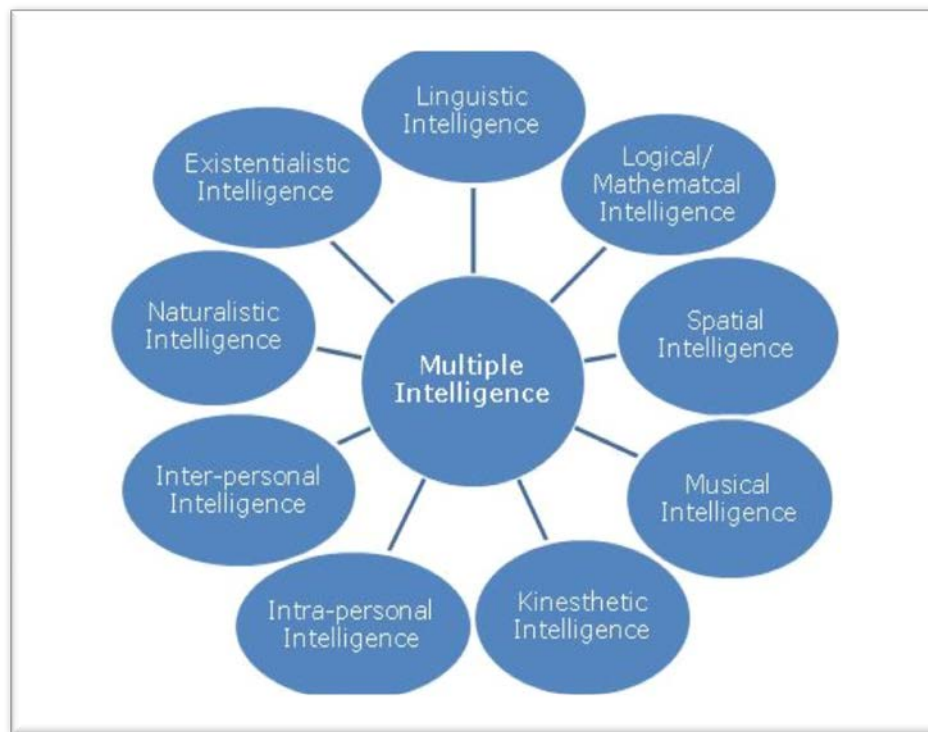 Linguistic
Intelligence
Logical/
Mathematcal
Intelligence
Spatial
Intelligence
Musical
Intelligence
Kinesthetic
Intelligence
Intra-personal
Intelligence
Inter-personal
Intelligence
Naturalistic
Intelligence
Existentialistic
Intelligence
Multiple
Intelligence